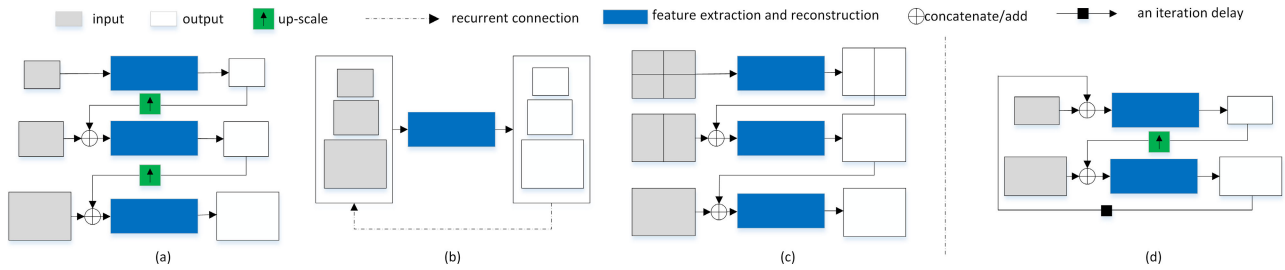 input
output
up-scale
recurrent connection
feature extraction and reconstruction
concatenate/add
an iteration delay
(a)
(b)
(c)
(d)